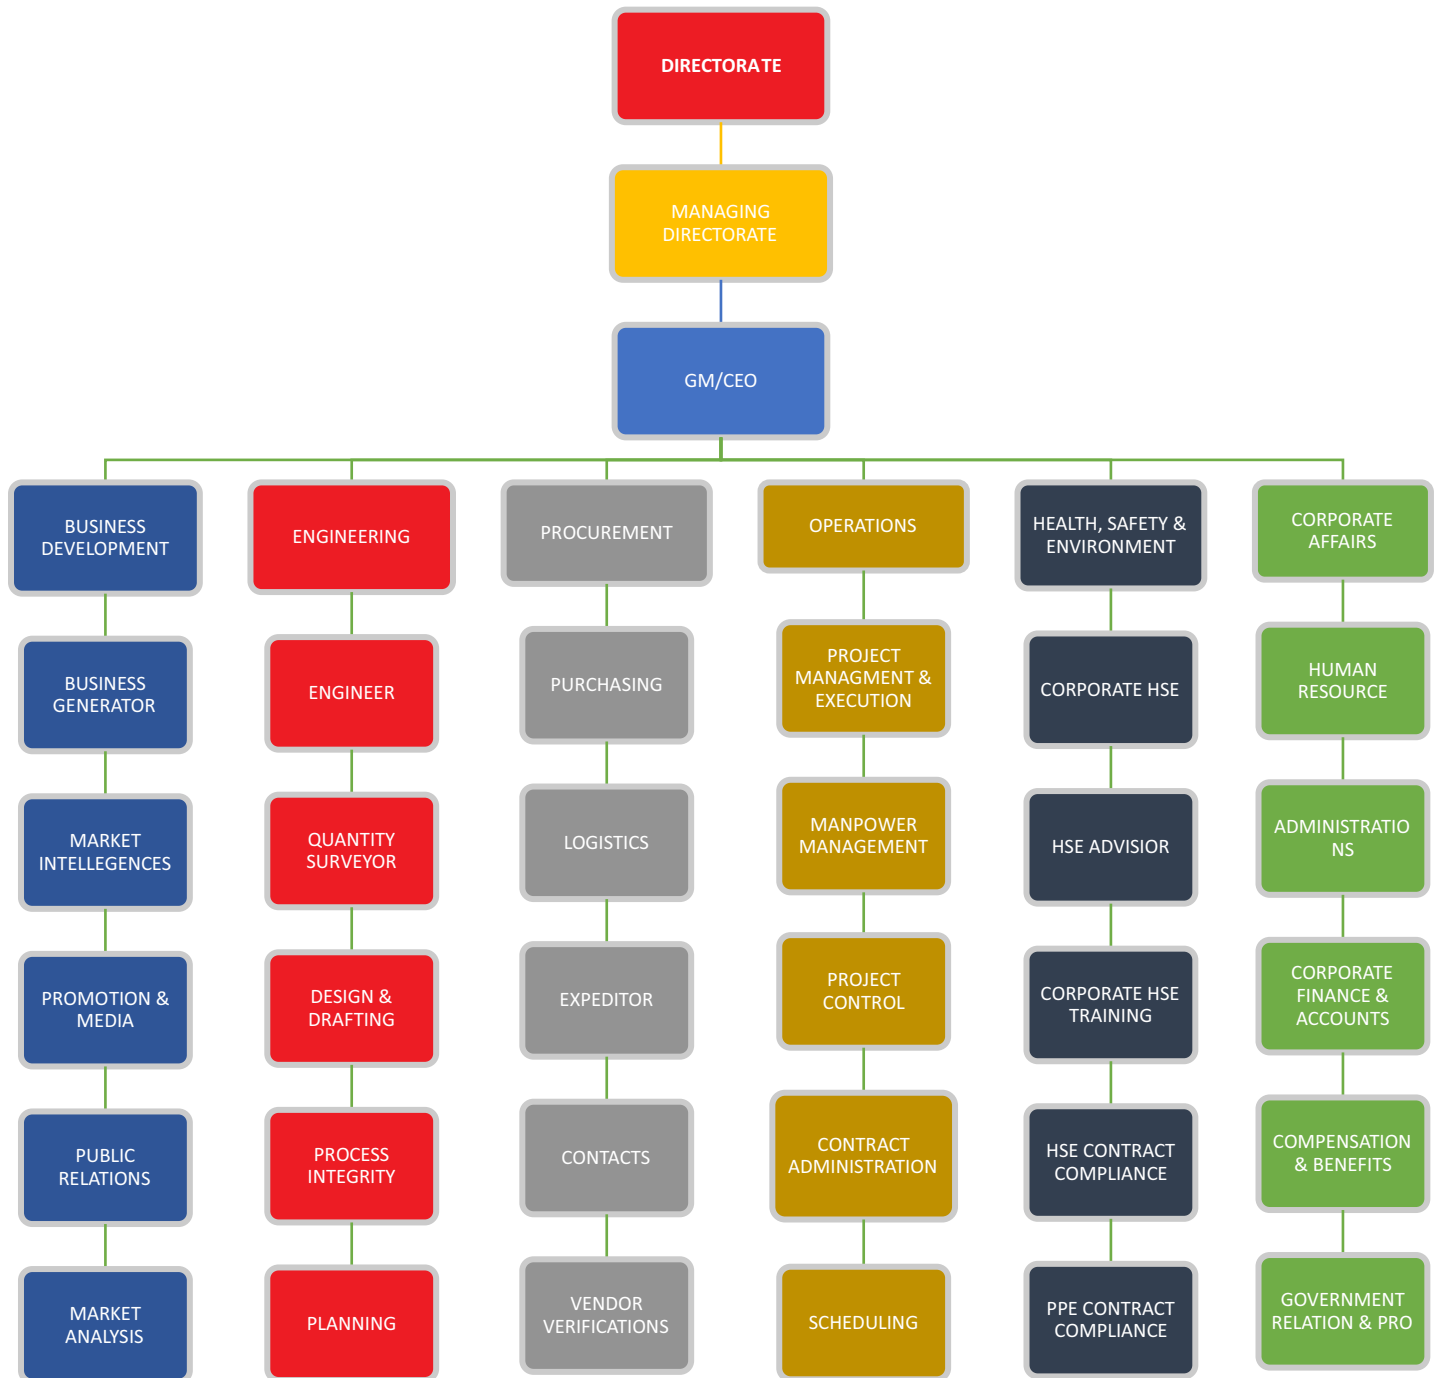 DIRECTORATE
MANAGING
DIRECTORATE
GM/CEO
BUSINESS
DEVELOPMENT
ENGINEERING
PROCUREMENT
OPERATIONS
HEALTH, SAFETY &
ENVIRONMENT
CORPORATE
AFFAIRS
BUSINESS
GENERATOR
ENGINEER
PURCHASING
PROJECT
MANAGMENT &
EXECUTION
CORPORATE HSE
HUMAN
RESOURCE
MARKET
INTELLEGENCES
QUANTITY
SURVEYOR
LOGISTICS
MANPOWER
MANAGEMENT
HSE ADVISIOR
ADMINISTRATIO
NS
PROMOTION &
MEDIA
DESIGN &
DRAFTING
EXPEDITOR
PROJECT
CONTROL
CORPORATE HSE
TRAINING
CORPORATE
FINANCE &
ACCOUNTS
PUBLIC
RELATIONS
PROCESS
INTEGRITY
CONTACTS
CONTRACT
ADMINISTRATION
HSE CONTRACT
COMPLIANCE
COMPENSATION
& BENEFITS
MARKET
ANALYSIS
PLANNING
VENDOR
VERIFICATIONS
SCHEDULING
PPE CONTRACT
COMPLIANCE
GOVERNMENT
RELATION & PRO